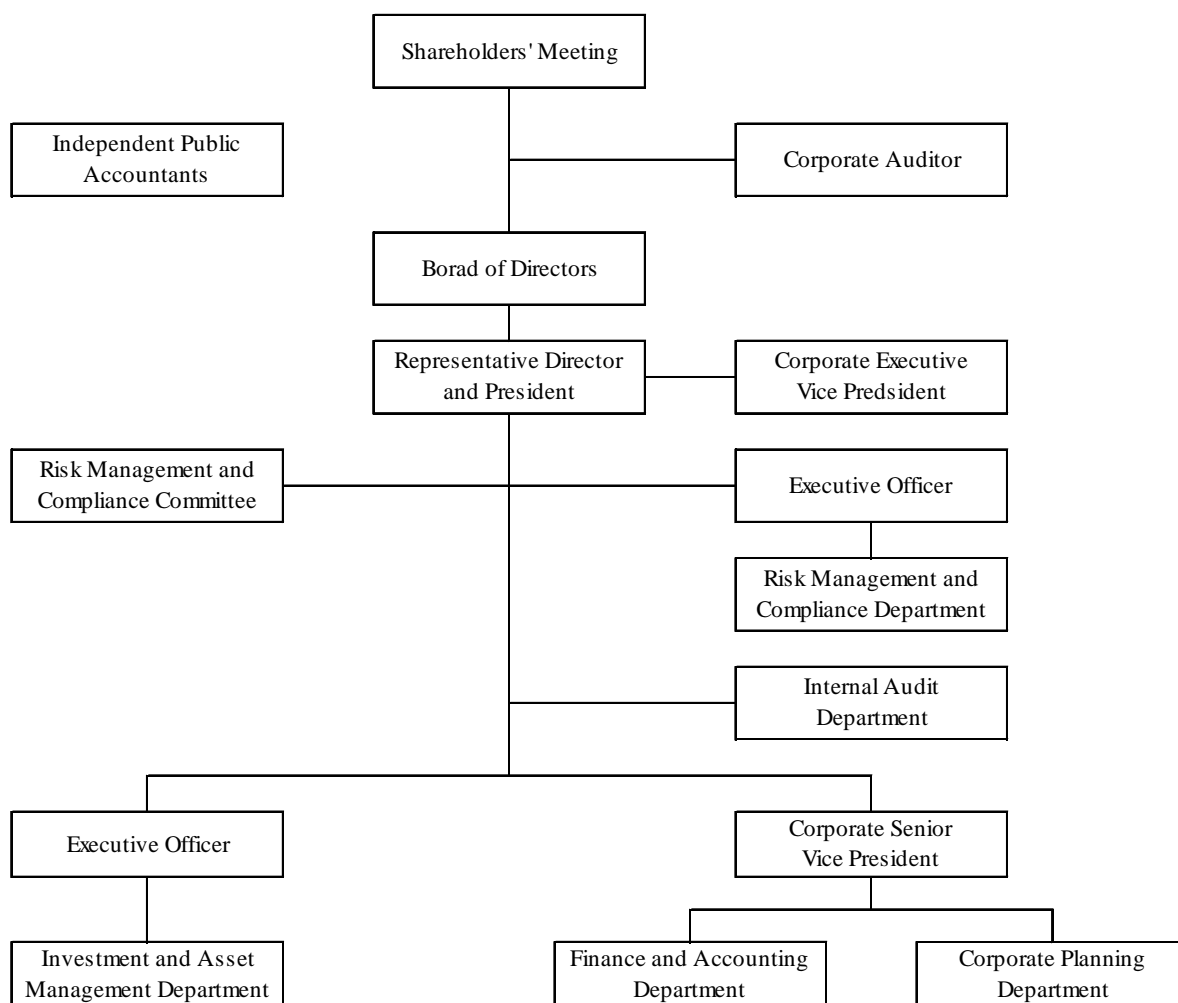 Shareholders' Meeting
Independent Public
Accountants
Corporate Auditor
Borad of Directors
Representative Director
and President
Corporate Executive
Vice Predsident
Risk Management and
Compliance Committee
Executive Officer
Risk Management and
Compliance Department
Internal Audit
Department
Executive Officer
Corporate Senior
Vice President
Investment and Asset
Management Department
Finance and Accounting
Department
Corporate Planning
Department